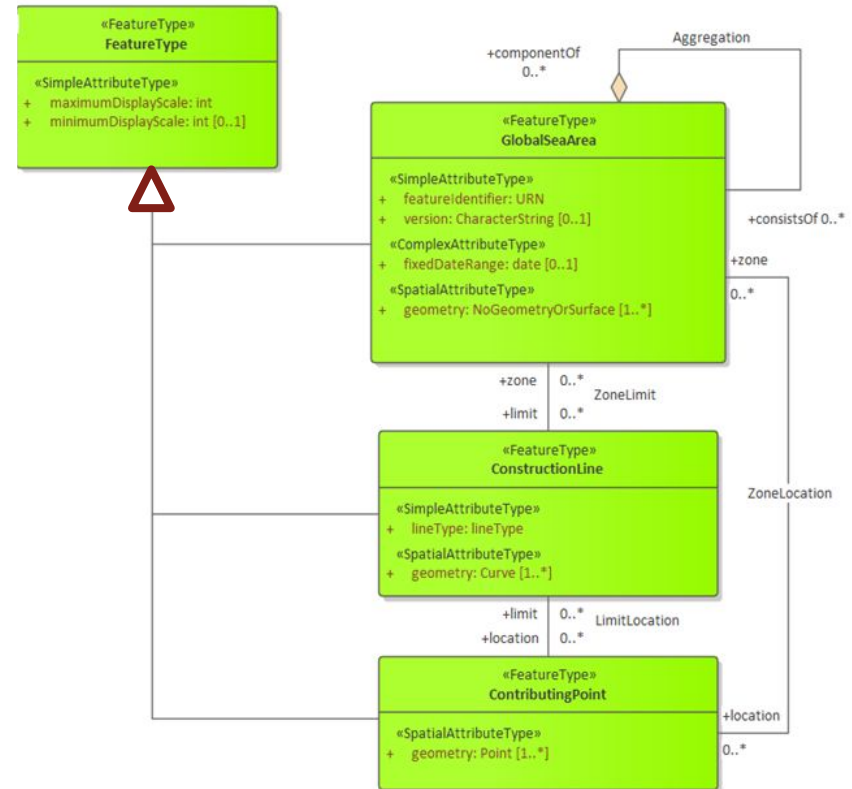 «FeatureType»
FeatureType
«SimpleAttributeType»
+ maximumDisplayScale: int
+ minimumDisplayScale: int [0..1]
+componentOf
0..*
Aggregation
«FeatureType»
GlobalSeaArea
«SimpleAttributeType»
+ featureIdentifier: URN
+ version: CharacterString [0..1]
«ComplexAttributeType»
+ fixedDateRange: date [0..1]
«SpatialAttributeType»
+ geometry: NoGeometryOrSurface [1..*]
+consistsOf 0..*
+zone
0..*
+zone 0..*
ZoneLimit
+limit 0..*
«FeatureType»
ConstructionLine
«SimpleAttributeType»
+ lineType: lineType
«SpatialAttributeType»
+ geometry: Curve [1..*]
ZoneLocation
+limit 0..*
LimitLocation
+location 0..*
«FeatureType»
ContributingPoint
«SpatialAttributeType»
+ geometry: Point [1..*]
+location
0..*